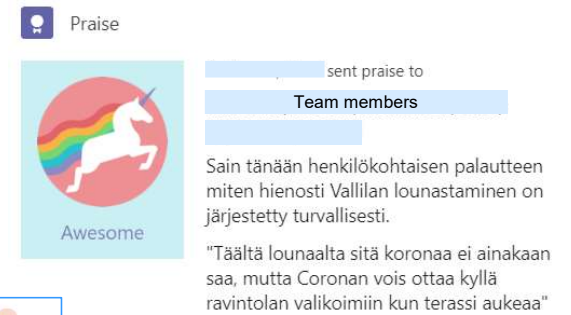 Praise
sent praise to
Team members
Sain tänään henkilökohtaisen palautteen
miten hienosti Vallilan lounastaminen on
järjestetty turvallisesti.
Awesome
"Täältä lounaalta sitä koronaa ei ainakaan
saa, mutta Coronan vois ottaa kyllä
ravintolan valikoimiin kun terassi aukeaa"